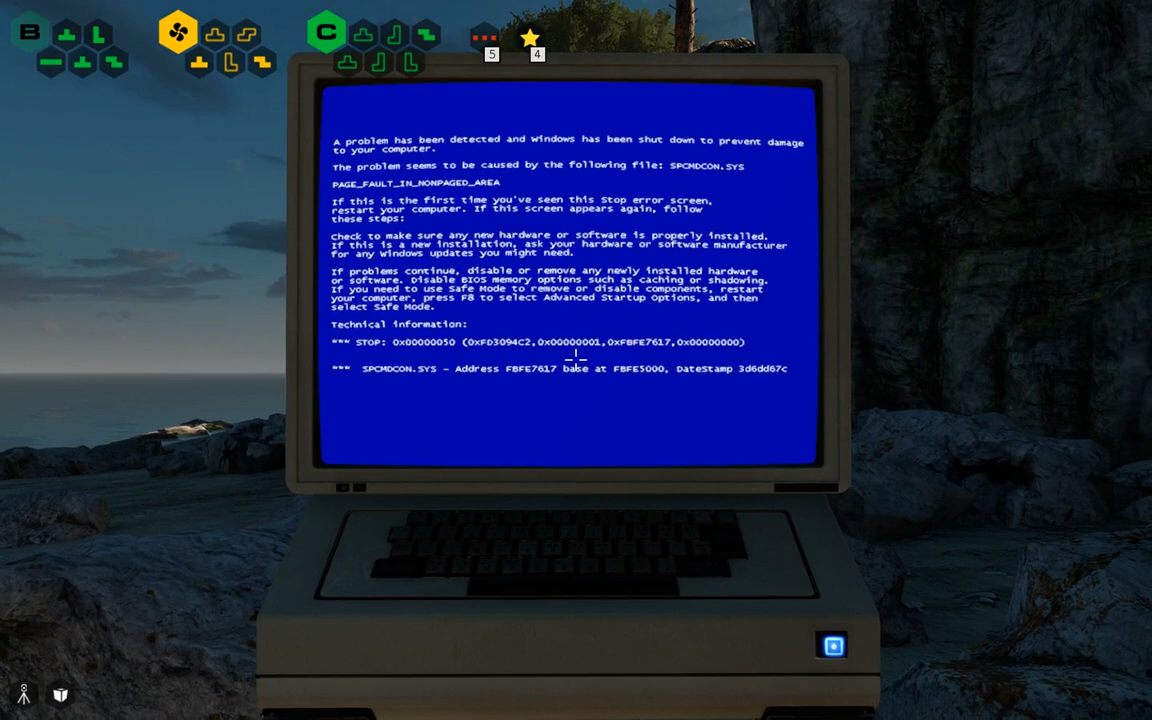 B
C
5
4
A problem has been detected and Windows has been shut down to prevent damage
to your computer.
The problem seems to be caused by the following file: SPCMDCON.SYS
PAGE_FAULT_IN_NONPAGED_AREA
If this is the first time you've seen this Stop error screen,
restart your computer. If this screen appears again, follow
these steps:
Check to make sure any new hardware or software is properly installed.
If this is a new installation, ask your hardware or software manufacturer
for any Windows updates you might need.
If problems continue, disable or remove any newly installed hardware
or software. Disable BIOS memory options such as caching or shadowing.
If you need to use Safe Mode to remove or disable components, restart
your computer, press F8 to select Advanced Startup Options, and then
select Safe Mode.
Technical information:
*** STOP: 0x00000050 (0xFD3094C2,0x00000001,0xFBFE7617,0x00000000)
*** SPCMDCON.SYS - Address FBFE7617 base at FBFE5000, DateStamp 3d6dd67c